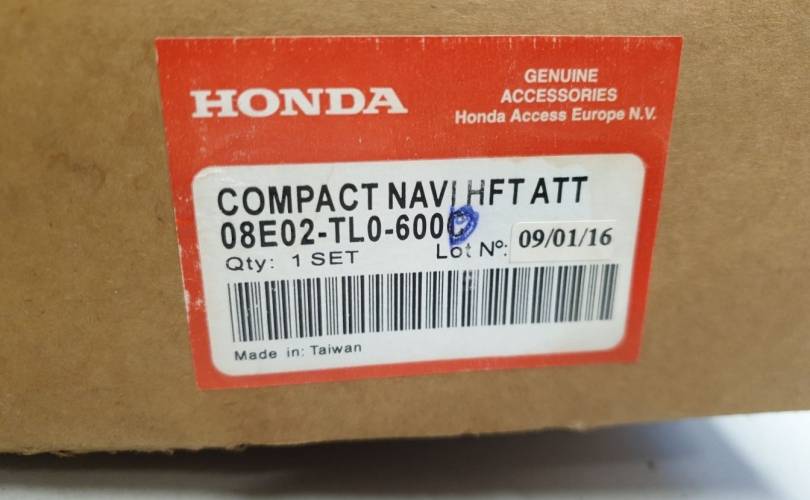 HONDA
GENUINE
ACCESSORIES
Honda Access Europe N.V.
COMPACT NAVI HFT ATT
08E02-TL0-600C
Qty: 1 SET Lot Nº: 09/01/16
Made in: Taiwan